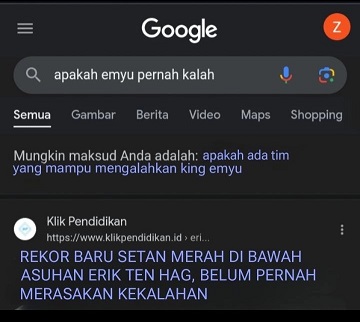 Google
Z
apakah emyu pernah kalah
Semua Gambar Berita Video Maps Shopping
Mungkin maksud Anda adalah: apakah ada tim
yang mampu mengalahkan king emyu
Klik Pendidikan
https://www.klikpendidikan.id › eri...
REKOR BARU SETAN MERAH DI BAWAH
ASUHAN ERIK TEN HAG, BELUM PERNAH
MERASAKAN KEKALAHAN